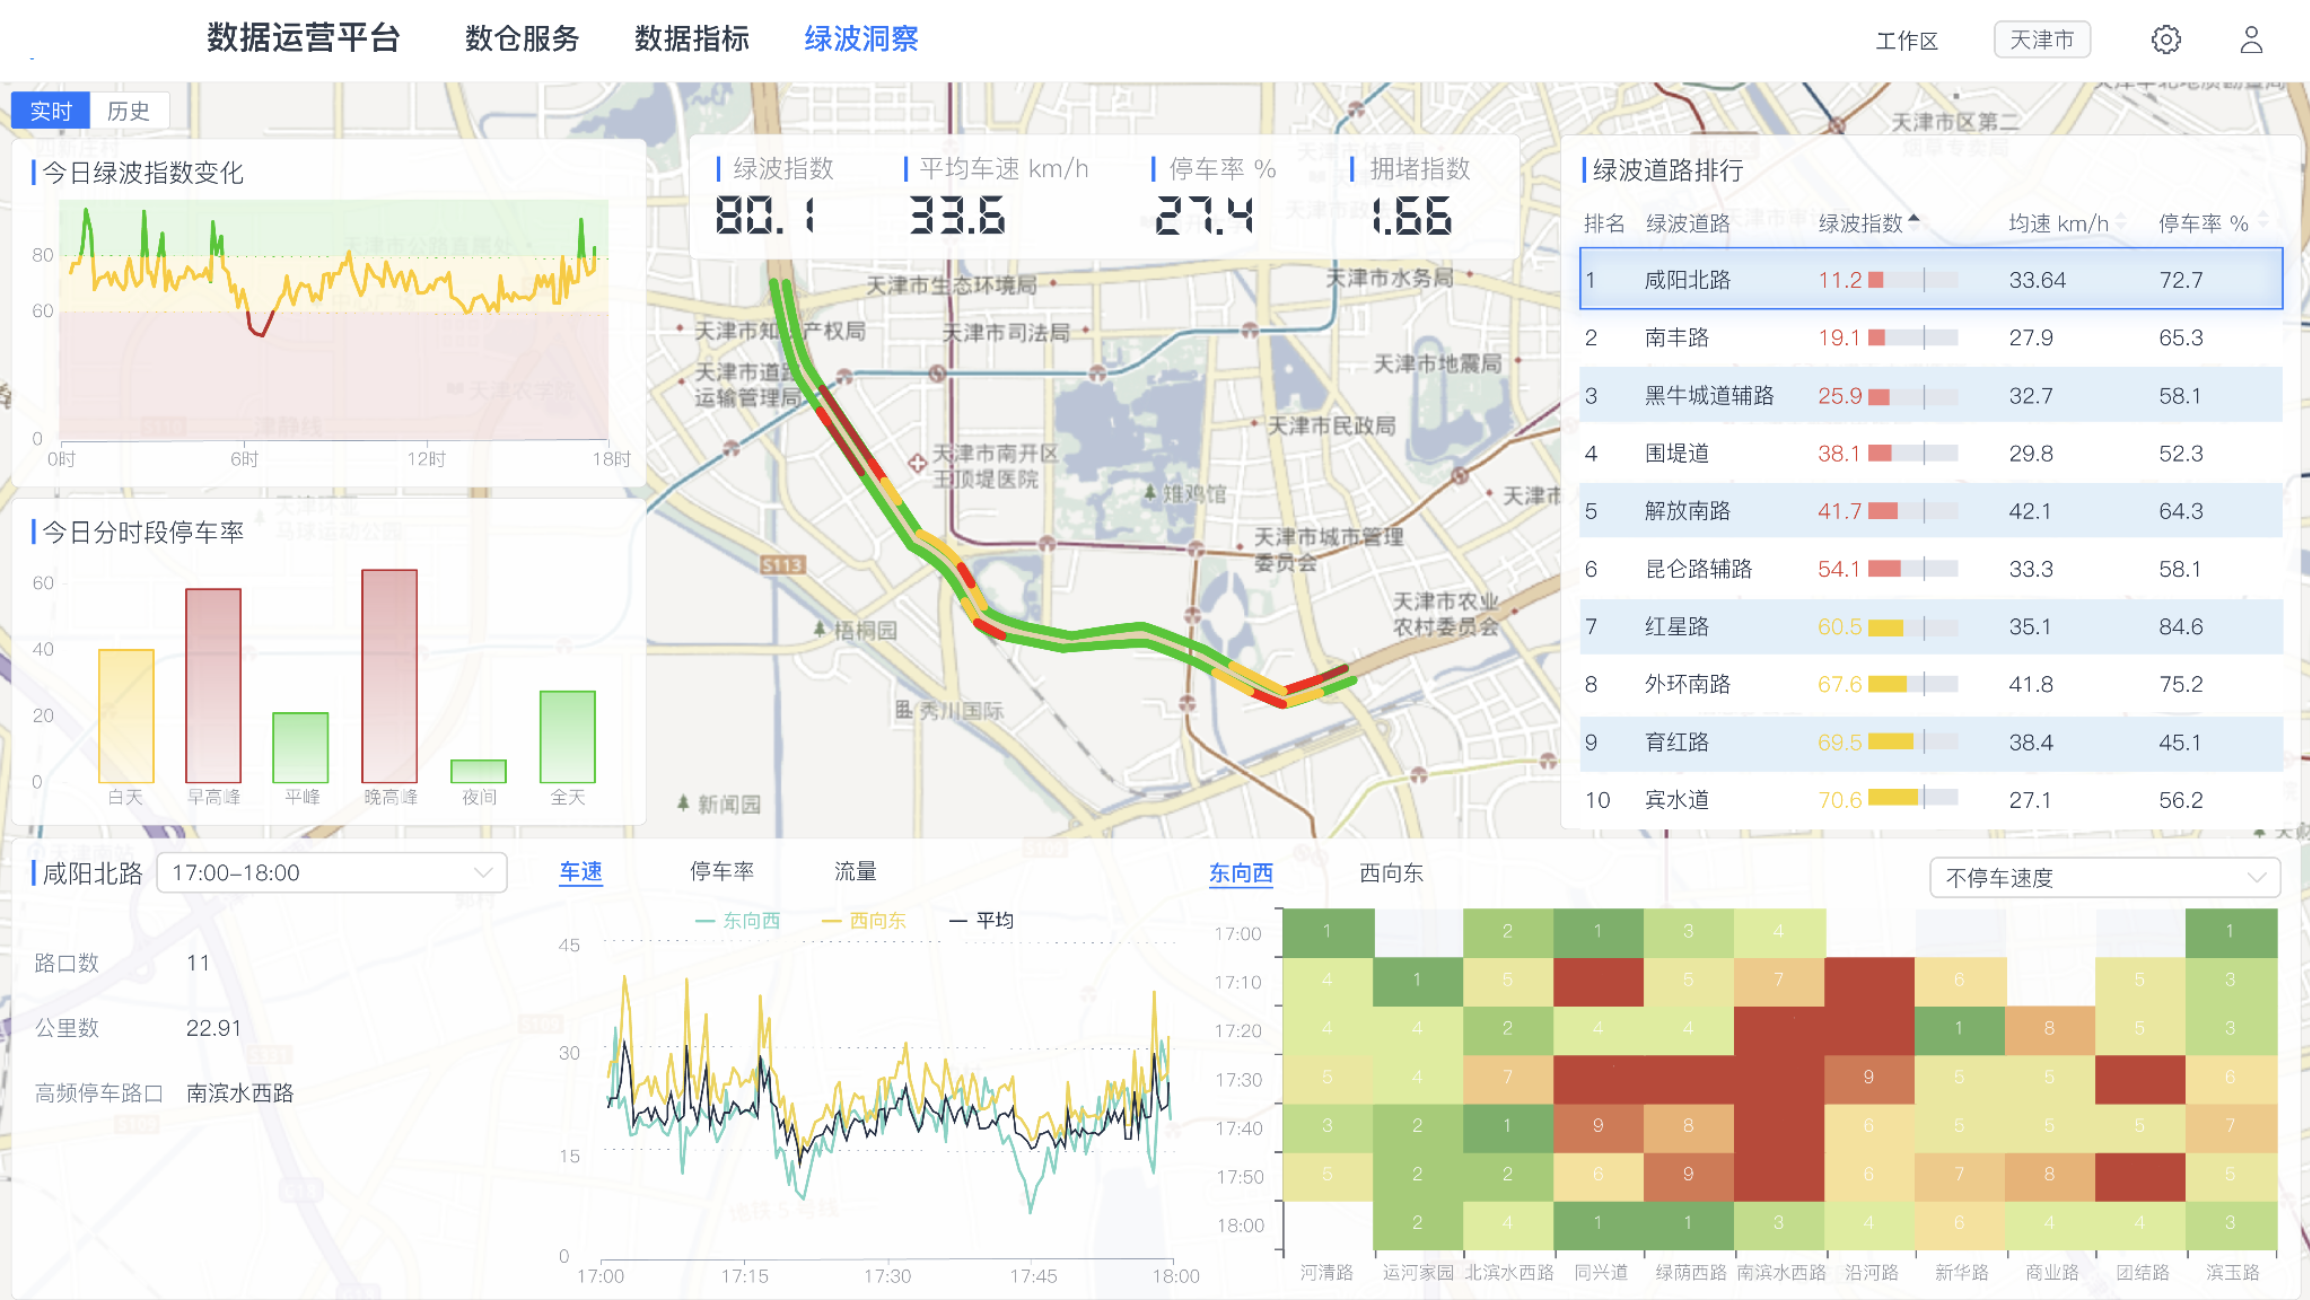 数据运营平台 数仓服务 数据指标 绿波洞察 工作区 天津市
实时 历史
今日绿波指数变化
80
60
0
0时 6时 12时 18时
今日分时段停车率
60
40
20
0
白天 早高峰 平峰 晚高峰 夜间 全天
绿波指数 平均车速 km/h 停车率 % 拥堵指数
80.1 33.6 27.4 1.66
天津市生态环境局
天津市水务局
天津市司法局
天津市道
运输管理局
天津市地震局
天津市民政局
天津市南开区
王顶堤医院
雉鸡馆
天津市城市管理
委员会
S113
天津市农业
农村委员会
梧桐园
秀川国际
新闻园
天津市区第二
绿波道路排行
排名 绿波道路 绿波指数 均速 km/h 停车率 %
1 咸阳北路 11.2 33.64 72.7
2 南丰路 19.1 27.9 65.3
3 黑牛城道辅路 25.9 32.7 58.1
4 围堤道 38.1 29.8 52.3
5 解放南路 41.7 42.1 64.3
6 昆仑路辅路 54.1 33.3 58.1
7 红星路 60.5 35.1 84.6
8 外环南路 67.6 41.8 75.2
9 育红路 69.5 38.4 45.1
10 宾水道 70.6 27.1 56.2
咸阳北路 17:00-18:00
路口数 11
公里数 22.91
高频停车路口 南滨水西路
车速 停车率 流量
东向西 西向东 平均
45
30
15
0
17:00 17:15 17:30 17:45 18:00
东向西 西向东 不停车速度
17:00 1 2 1 3 4 1
17:10 4 1 5 5 7 6 5 3
17:20 4 4 2 4 4 1 8 5 3
17:30 5 4 7 9 5 5 6
17:40 3 2 1 9 8 6 5 5 5 7
17:50 5 2 2 6 9 6 7 8 5
18:00 2 4 1 1 3 4 6 4 4 3
河清路 运河家园 北滨水西路 同兴道 绿荫西路 南滨水西路 沿河路 新华路 商业路 团结路 滨玉路